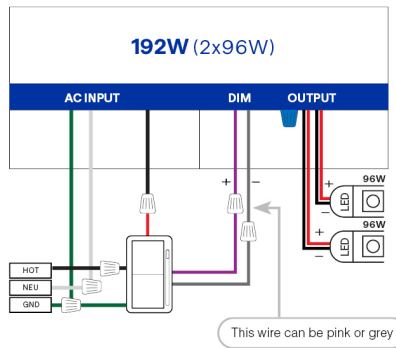 192W (2x96W)
AC INPUT DIM OUTPUT
+ −
96W
+
LED
−
96W
+
LED
−
HOT
NEU
GND
This wire can be pink or grey